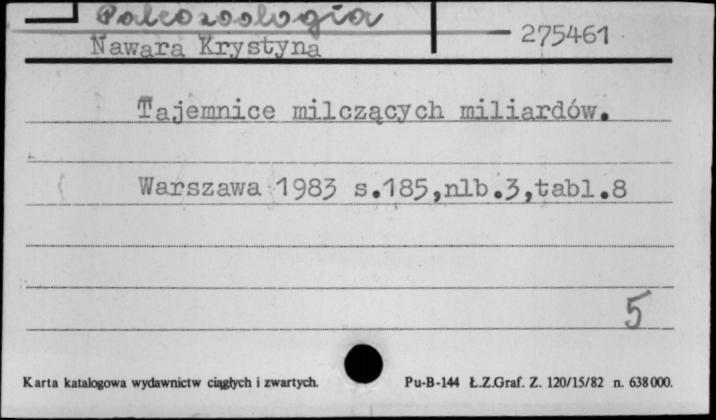 Paleozoologia
275461
Nawara Krystyna
Tajemnice milczących miliardów.
Warszawa 1983 s.185,nlb.3,tabl.8
5
Karta katalogowa wydawnictw ciągłych i zwartych. Pu-B-144 Ł.Z.Graf. Z. 120/15/82 n. 638000.